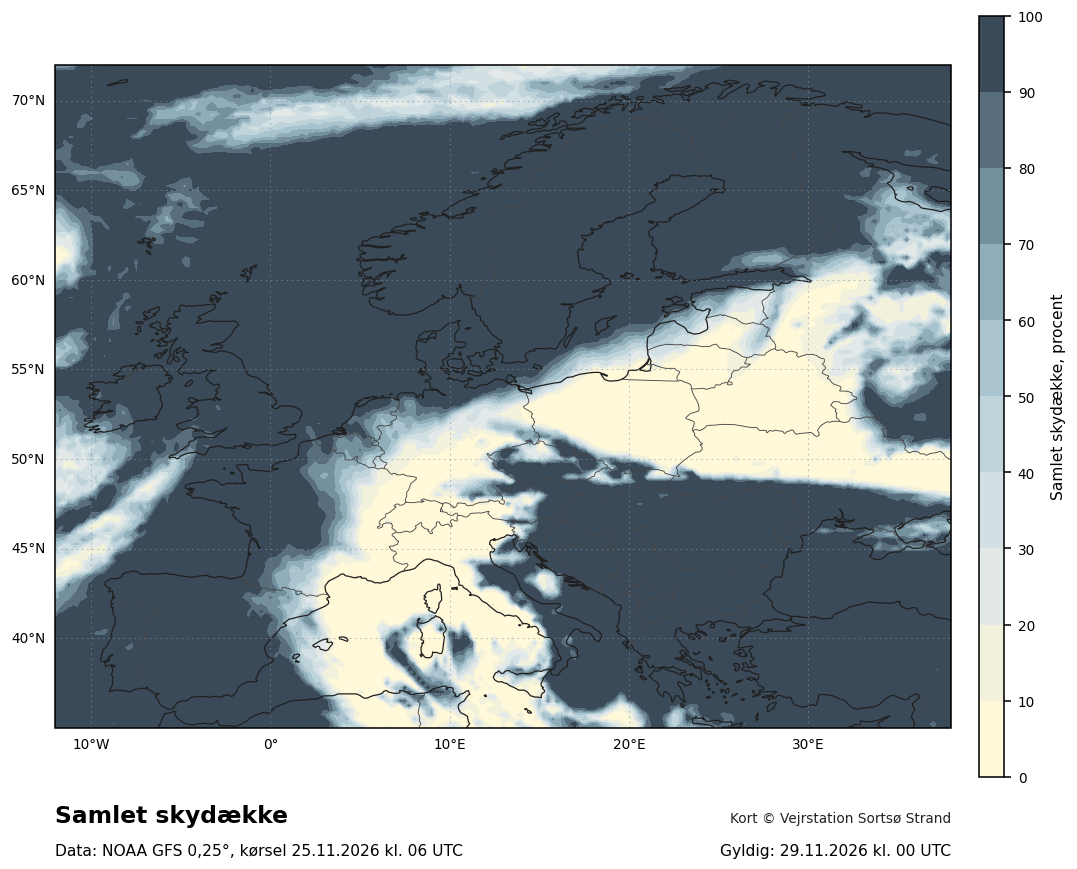 100
90
80
70
60
50
40
30
20
10
0
Samlet skydække, procent
70°N
65°N
60°N
55°N
50°N
45°N
40°N
10°W
0°
10°E
20°E
30°E
Samlet skydække
Kort © Vejrstation Sortsø Strand
Data: NOAA GFS 0,25°, kørsel 25.11.2026 kl. 06 UTC
Gyldig: 29.11.2026 kl. 00 UTC